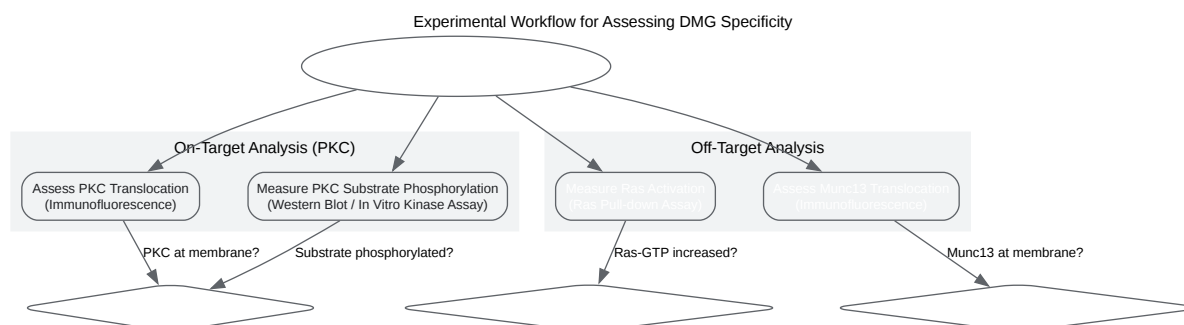 Experimental Workflow for Assessing DMG Specificity
On-Target Analysis (PKC)
Off-Target Analysis
Assess PKC Translocation
(Immunofluorescence)
Measure PKC Substrate Phosphorylation
(Western Blot / In Vitro Kinase Assay)
Measure Ras Activation
(Ras Pull-down Assay)
Assess Munc13 Translocation
(Immunofluorescence)
PKC at membrane?
Substrate phosphorylated?
Ras-GTP increased?
Munc13 at membrane?